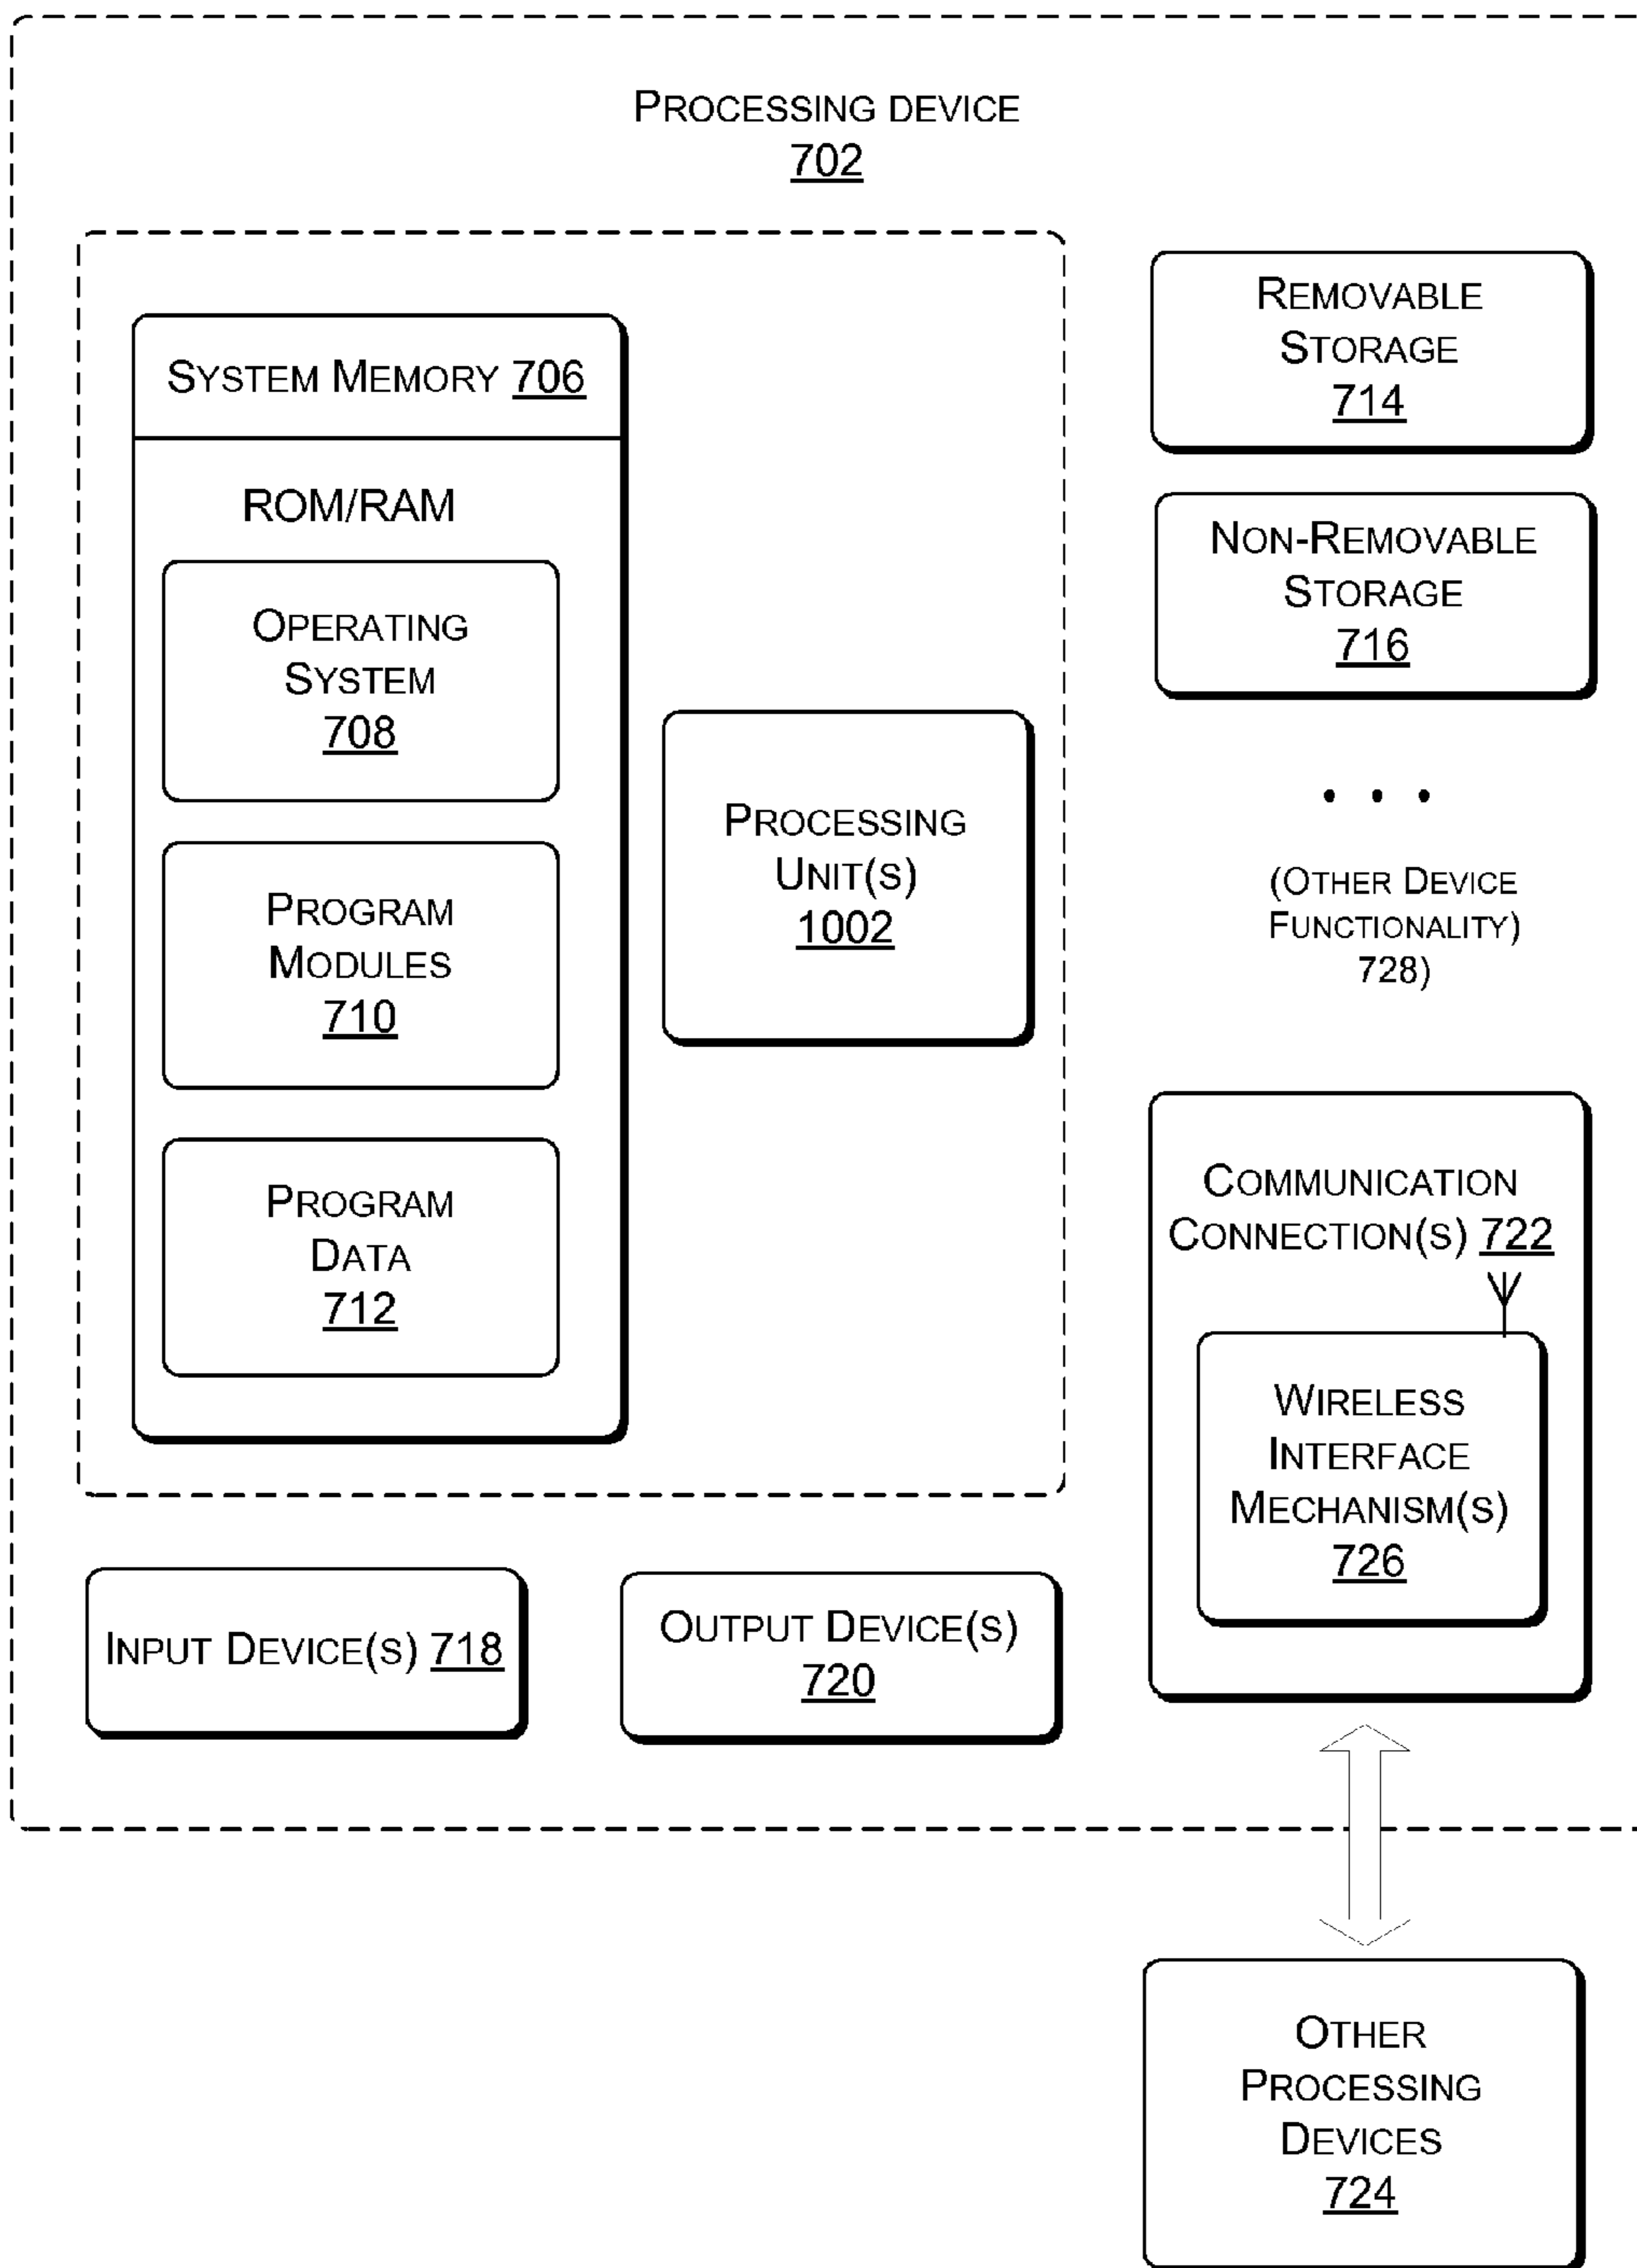 PROCESSING DEVICE
702
SYSTEM MEMORY 706
ROM/RAM
OPERATING
SYSTEM
708
PROGRAM
MODULES
710
PROGRAM
DATA
712
PROCESSING
UNIT(S)
1002
REMOVABLE
STORAGE
714
NON-REMOVABLE
STORAGE
716
. . .
(OTHER DEVICE
FUNCTIONALITY)
728)
COMMUNICATION
CONNECTION(S) 722
WIRELESS
INTERFACE
MECHANISM(S)
726
INPUT DEVICE(S) 718
OUTPUT DEVICE(S)
720
OTHER
PROCESSING
DEVICES
724